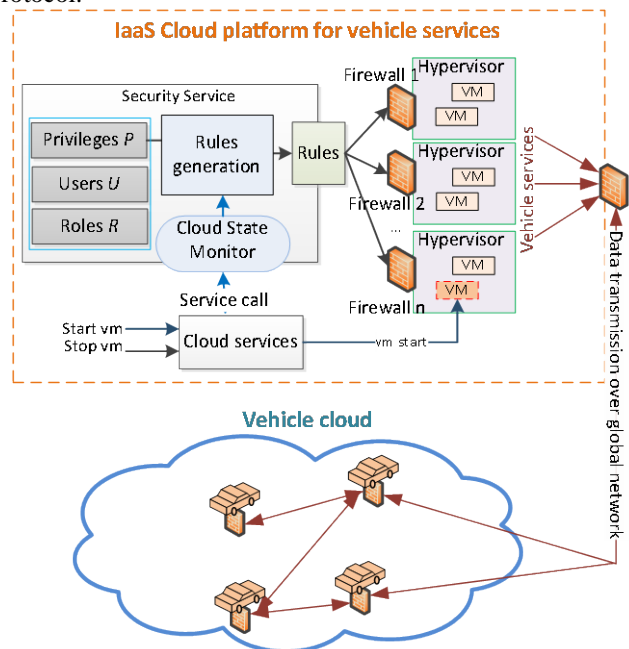 rotocol.
IaaS Cloud platform for vehicle services
Security Service
Privileges P
Users U
Roles R
Rules
generation
Cloud State
Monitor
Rules
Firewall 1
Hypervisor
VM
VM
Firewall 2
Hypervisor
VM
VM
...
Firewall n
Hypervisor
VM
VM
Vehicle services
Service call
Start vm
Stop vm
Cloud services
vm start
Data transmission over global network
Vehicle cloud